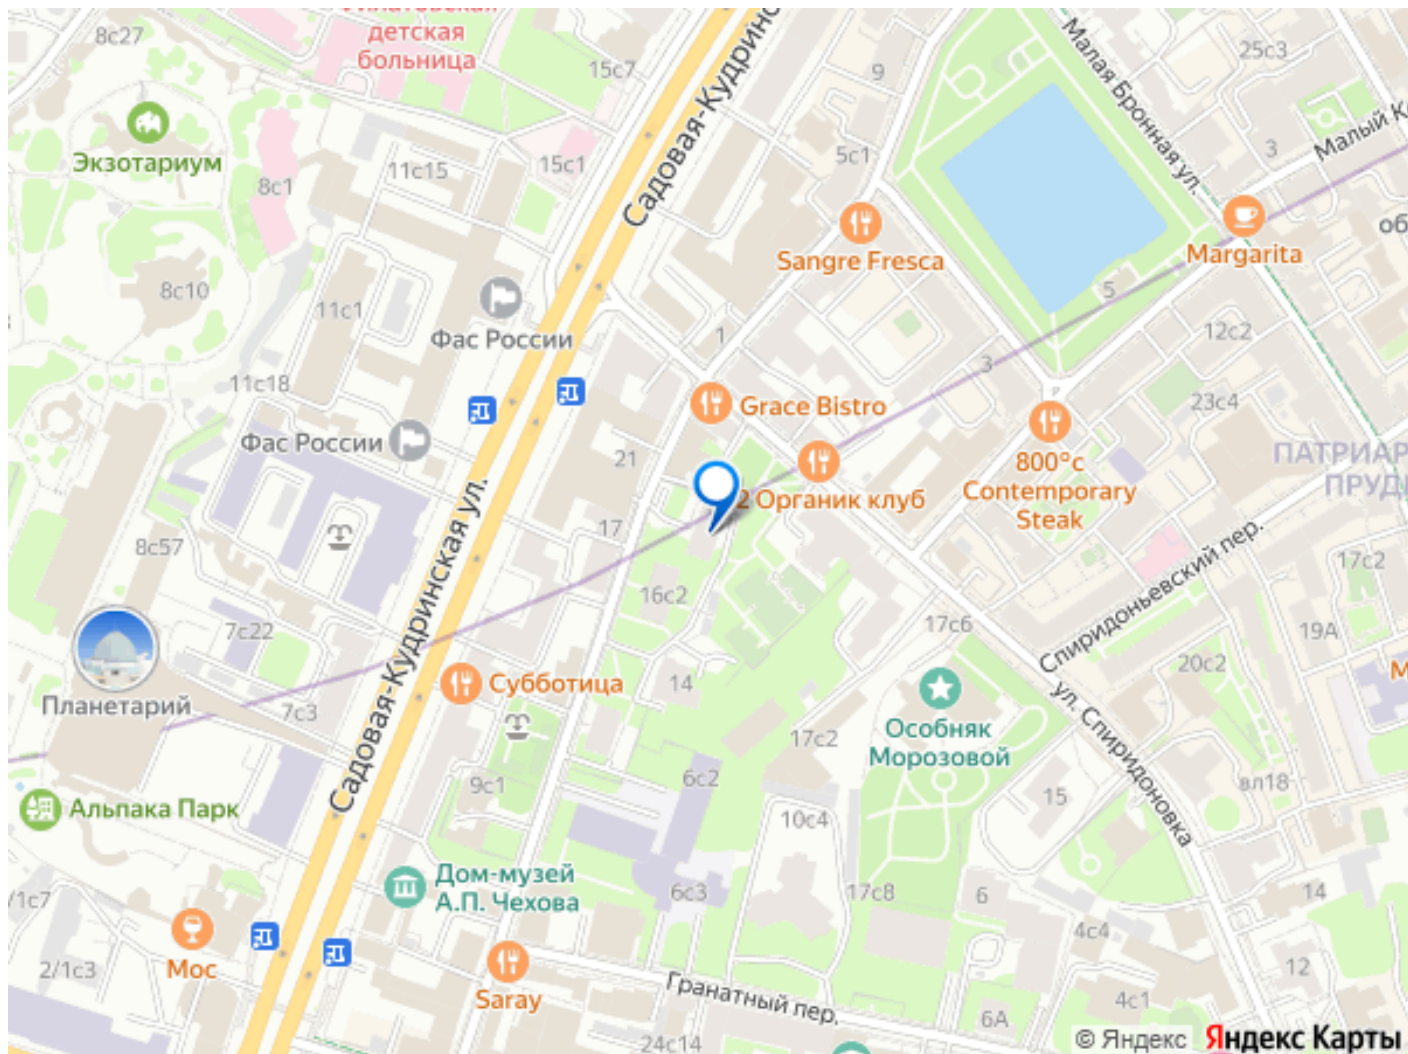 8с27
детская
больница
15с7
Садовая-Кудринс
9
Малая Бронная ул.
25с3
Экзотариум
8с1
11с15
15с1
5с1
3
Малый К
Sangre Fresca
Margarita
об
8с10
11с1
Фас России
1
5
12с2
11с18
3
23с4
Фас России
Grace Bistro
21
800°c
Contemporary
Steak
ПАТРИАР
ПРУД
2 Органик клуб
17
8с57
Садовая-Кудринская ул.
16с2
17с6
Спиридоньевский пер.
17с2
7с22
19А
20с2
М
Планетарий
7с3
Субботица
14
Особняк
Морозовой
17с2
ул. Спиридоновка
6с2
9с1
вл18
15
Альпака Парк
10с4
Дом-музей
А.П. Чехова
6с3
17с8
6
14
/1с7
4с4
Мос
2/1с3
Saray
Гранатный пер.
12
4с1
6А
24с14
© Яндекс
Яндекс Карты